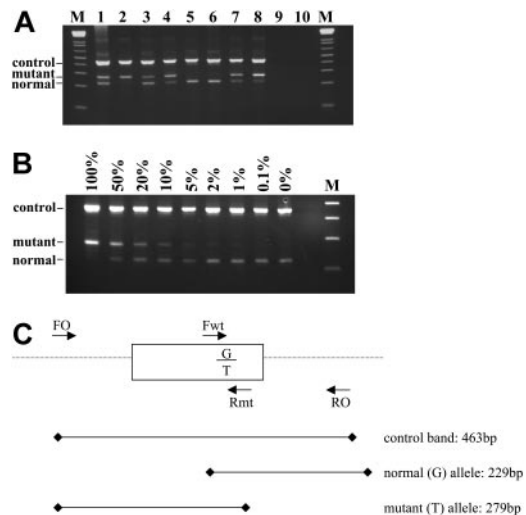 A
M 1 2 3 4 5 6 7 8 9 10 M
control
mutant
normal
B
100% 50% 20% 10% 5% 2% 1% 0.1% 0% M
control
mutant
normal
C
FO Fwt
G
T
Rmt RO
control band: 463bp
normal (G) allele: 229bp
mutant (T) allele: 279bp